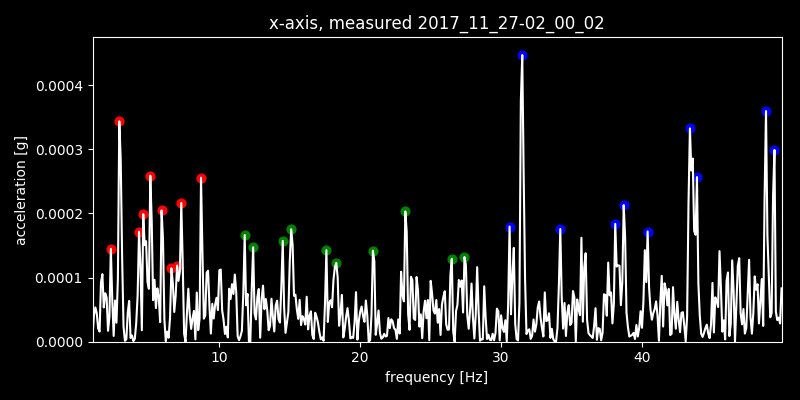 x-axis, measured 2017_11_27-02_00_02
0.0004
0.0003
0.0002
0.0001
0.0000
acceleration [g]
10 20 30 40
frequency [Hz]